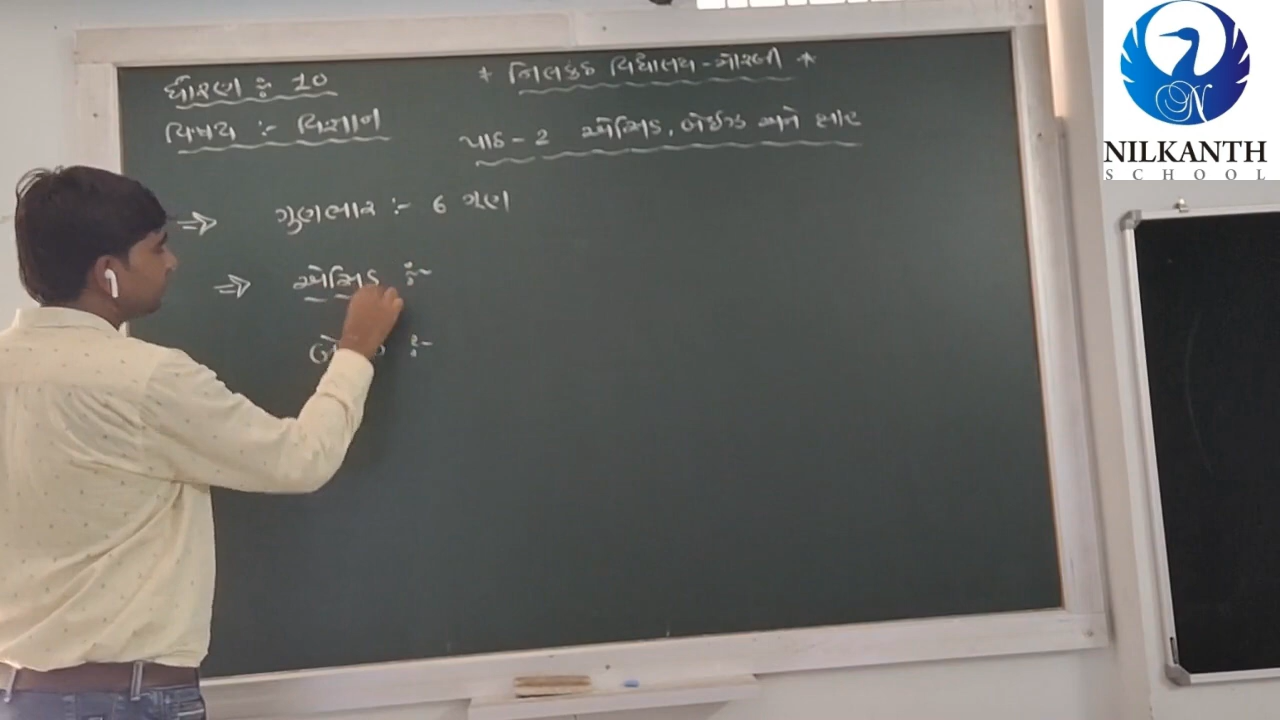 ધોરણ :- 10
* નિલકંઠ વિદ્યાલય - મોરબી *
વિષય :- વિજ્ઞાન
પાઠ - 2 એસિડ, બેઇઝ અને ક્ષાર
⇒ ગુણભાર :- 6 ગુણ
⇒ એસિડ :-
:-
NILKANTH
SCHOOL